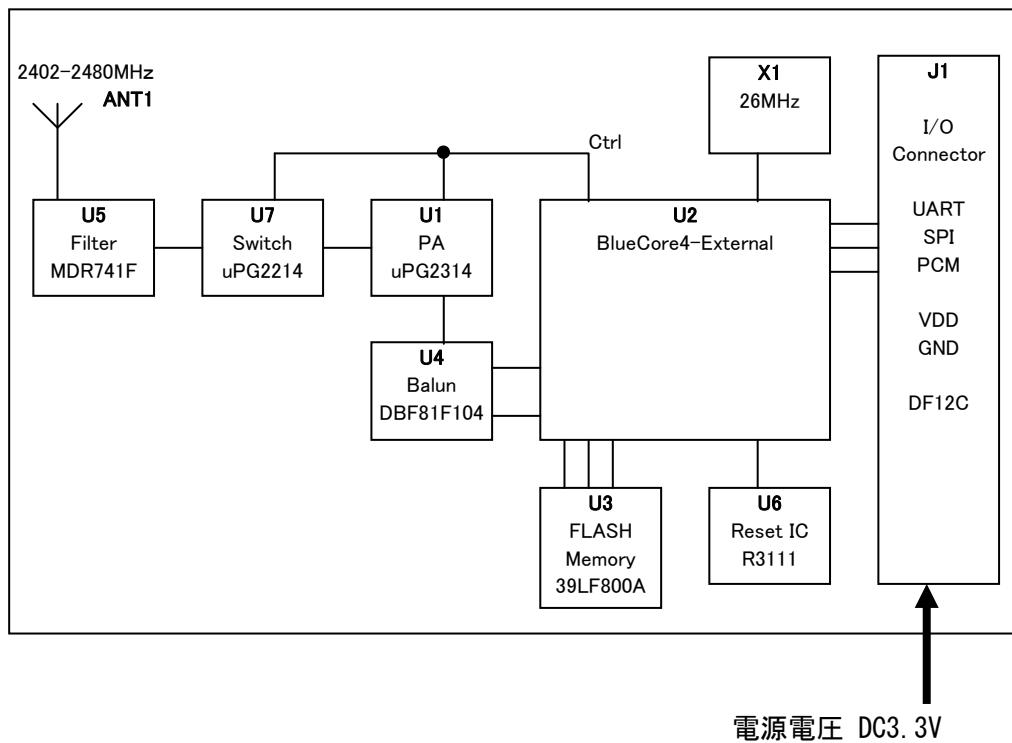 2402-2480MHz
ANT1
U5
Filter
MDR741F
U7
Switch
uPG2214
U1
PA
uPG2314
Ctrl
U4
Balun
DBF81F104
X1
26MHz
U2
BlueCore4-External
U3
FLASH
Memory
39LF800A
U6
Reset IC
R3111
J1
I/O
Connector
UART
SPI
PCM
VDD
GND
DF12C
電源電圧 DC3.3V